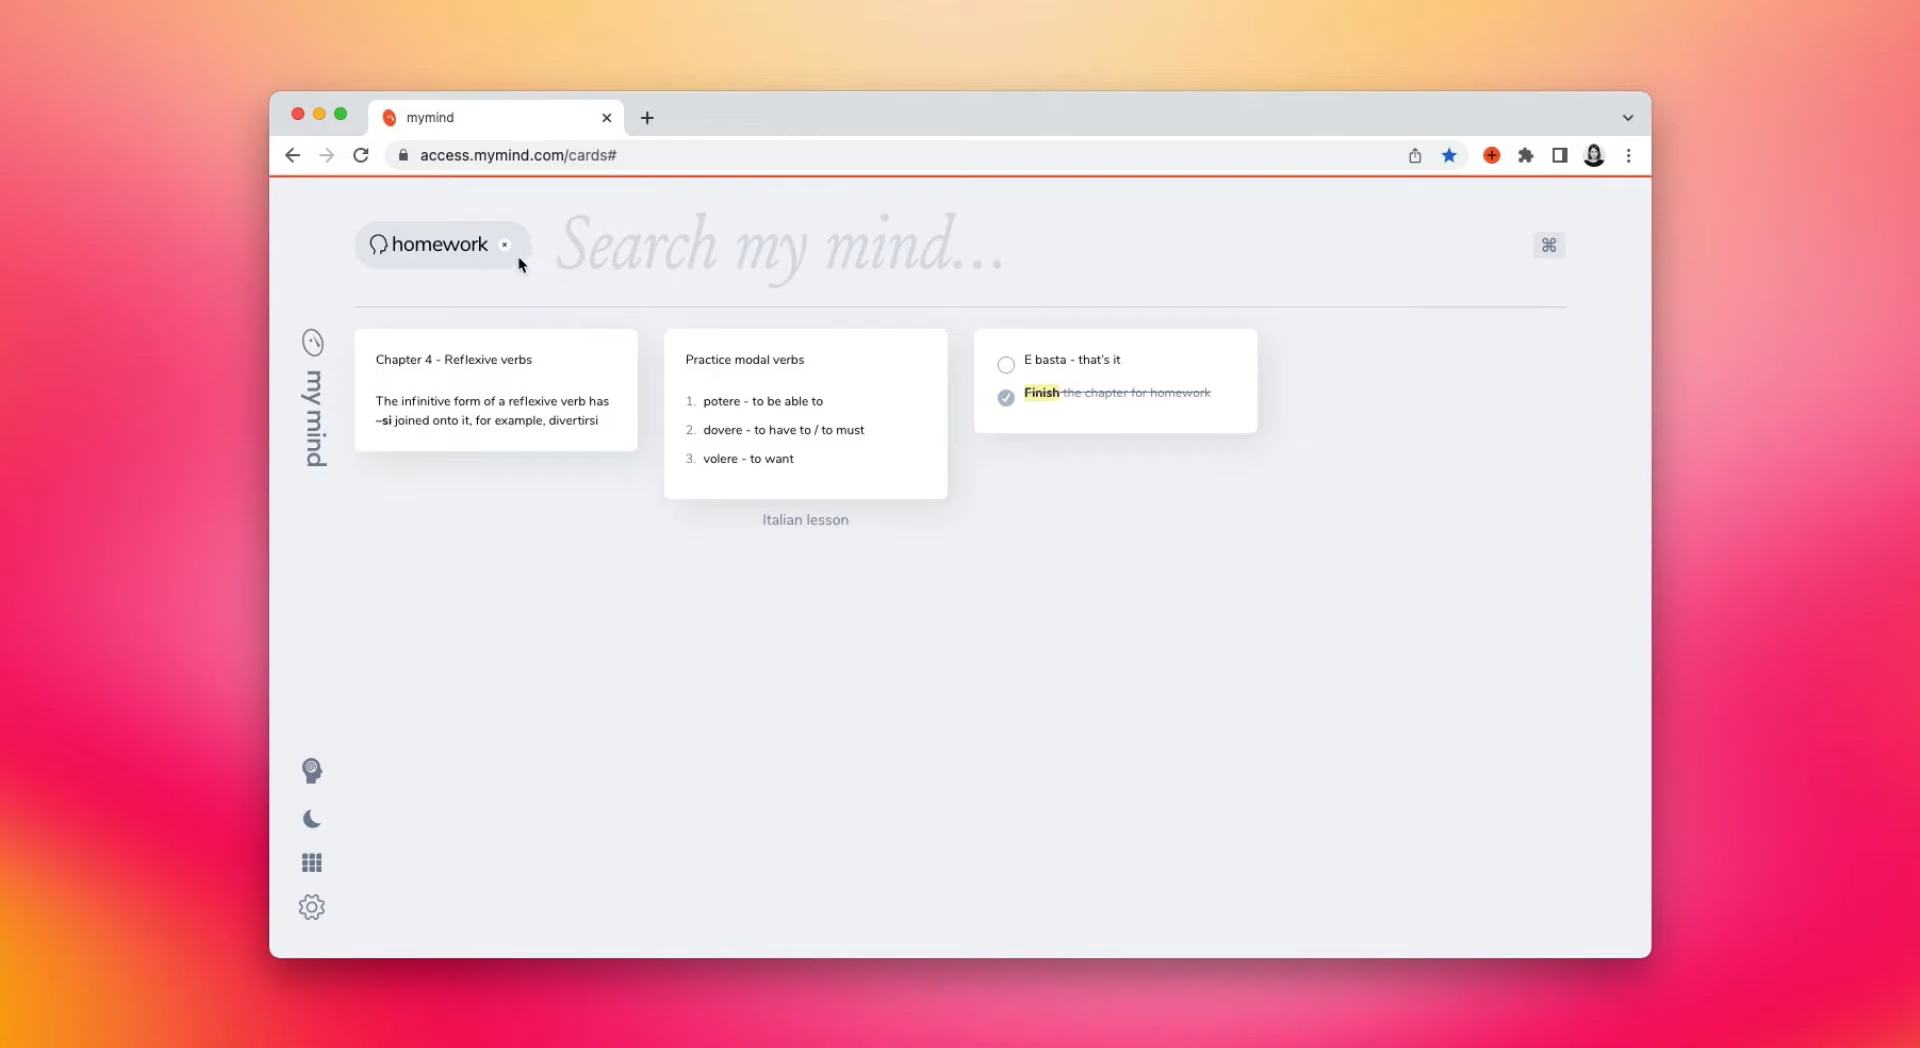 mymind
access.mymind.com/cards#
homework
Search my mind...
my mind
Chapter 4 - Reflexive verbs
The infinitive form of a reflexive verb has
–si joined onto it, for example, divertirsi
Practice modal verbs
1. potere - to be able to
2. dovere - to have to / to must
3. volere - to want
Italian lesson
E basta - that's it
Finish the chapter for homework